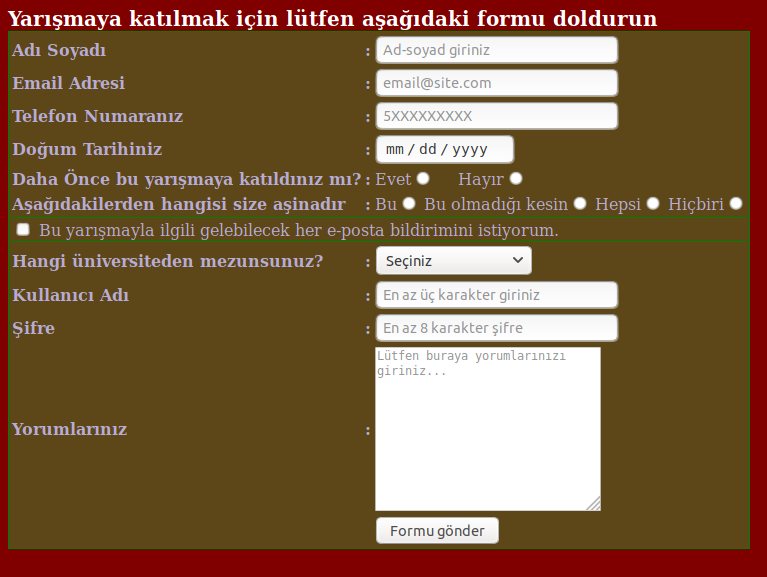 Yarışmaya katılmak için lütfen aşağıdaki formu doldurun
Adı Soyadı : Ad-soyad giriniz
Email Adresi : email@site.com
Telefon Numaranız : 5XXXXXXXXX
Doğum Tarihiniz : mm / dd / yyyy
Daha Önce bu yarışmaya katıldınız mı? : Evet Hayır
Aşağıdakilerden hangisi size aşinadır : Bu Bu olmadığı kesin Hepsi Hiçbiri
Bu yarışmayla ilgili gelebilecek her e-posta bildirimini istiyorum.
Hangi üniversiteden mezunsunuz? : Seçiniz
Kullanıcı Adı : En az üç karakter giriniz
Şifre : En az 8 karakter şifre
Lütfen buraya yorumlarınızı
giriniz...
Yorumlarınız :
Formu gönder